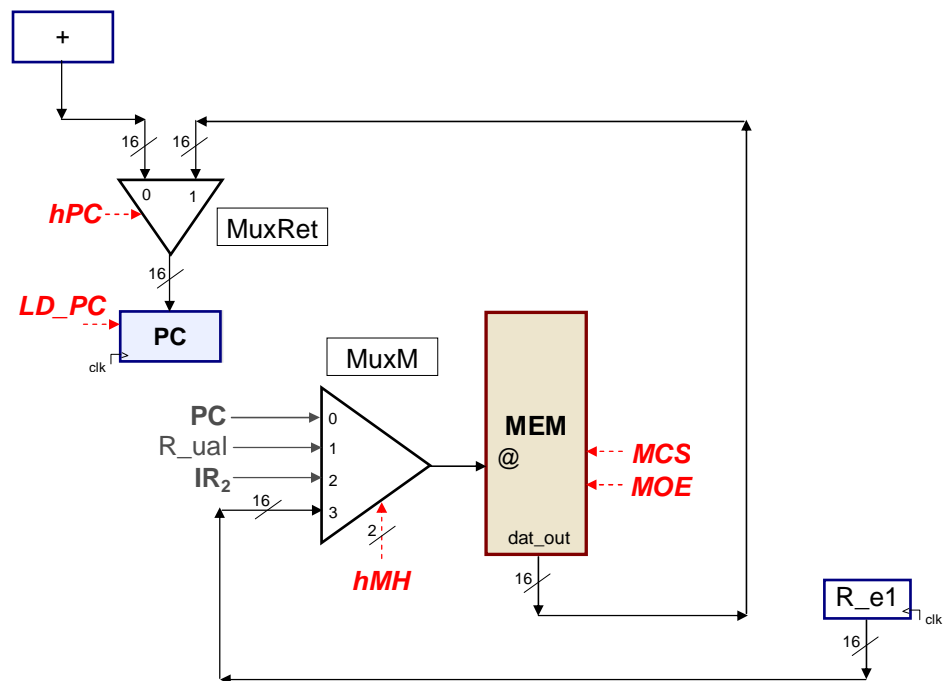 +
16
16
0
1
hPC
MuxRet
16
LD_PC
PC
clk
MuxM
PC
0
R_ual
1
IR2
2
16
3
2
hMH
MEM
@
MCS
MOE
dat_out
16
R_e1
clk
16